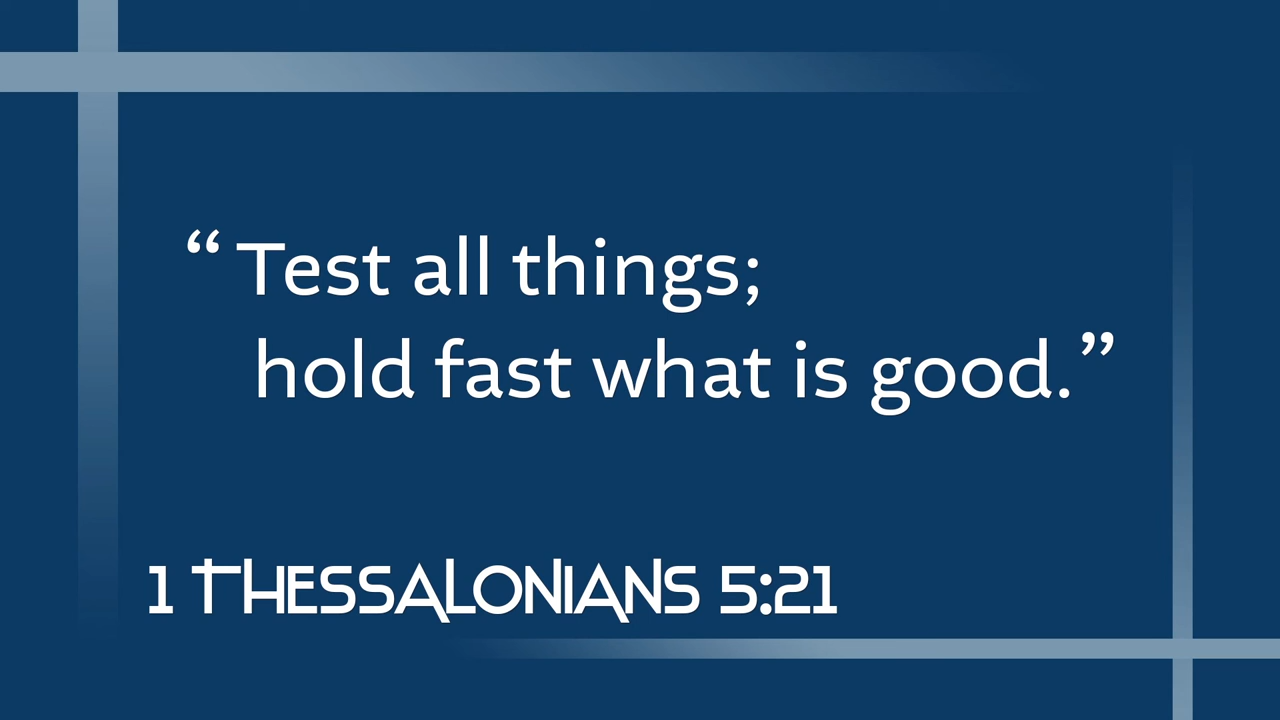 “Test all things;
hold fast what is good.”
1 THESSALONIANS 5:21